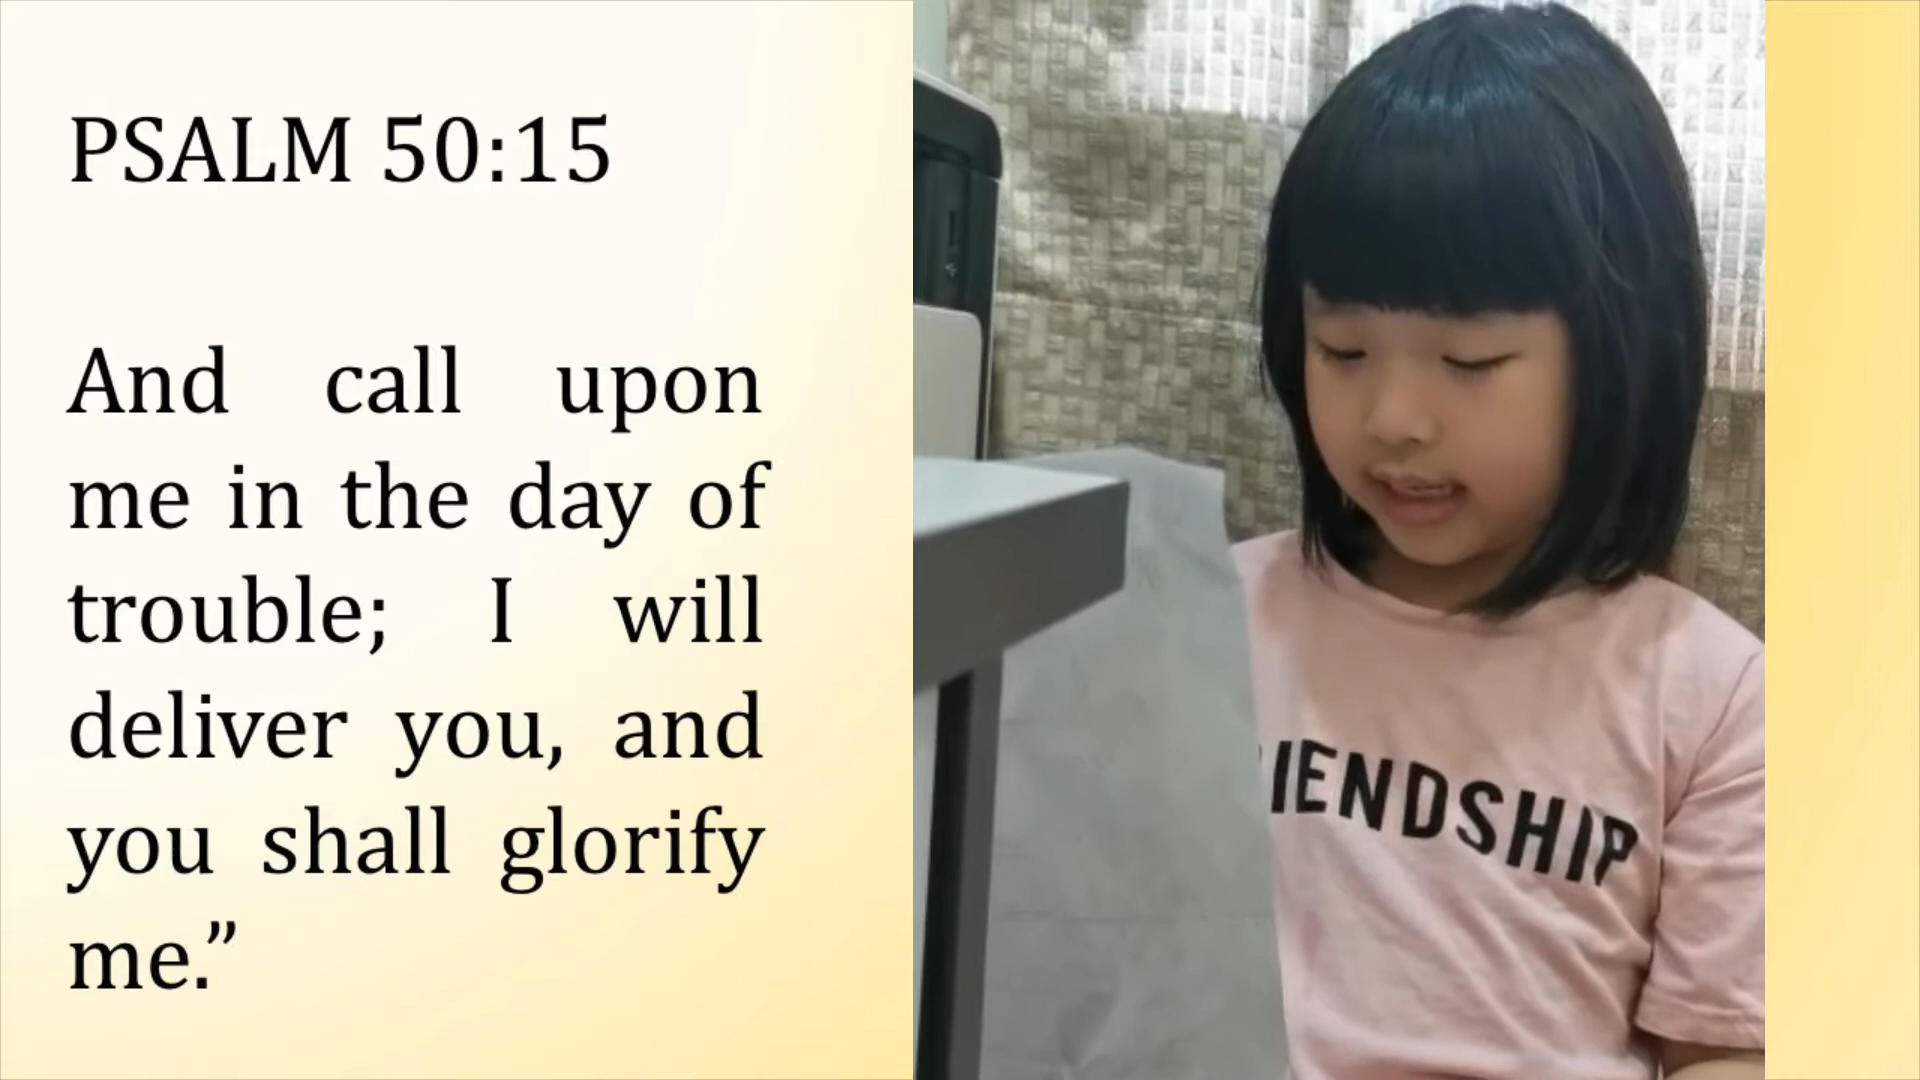 PSALM 50:15
And call upon
me in the day of
trouble; I will
deliver you, and
you shall glorify
me.”
IENDSHIP